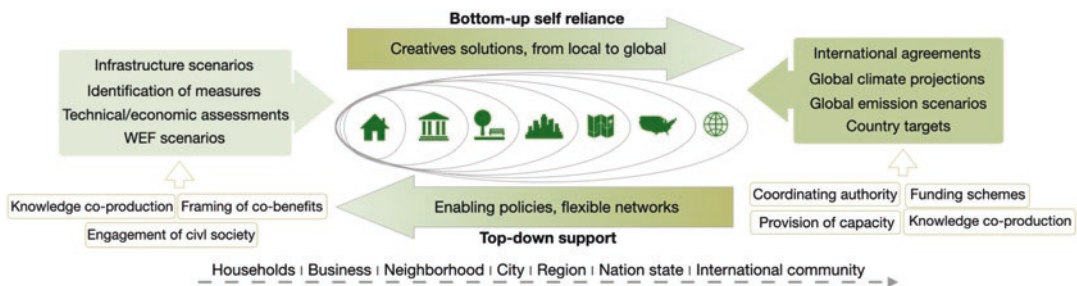 Bottom-up self reliance
Creatives solutions, from local to global
Infrastructure scenarios
Identification of measures
Technical/economic assessments
WEF scenarios
International agreements
Global climate projections
Global emission scenarios
Country targets
Knowledge co-production
Framing of co-benefits
Engagement of civl society
Enabling policies, flexible networks
Top-down support
Coordinating authority
Funding schemes
Provision of capacity
Knowledge co-production
Households | Business | Neighborhood | City | Region | Nation state | International community